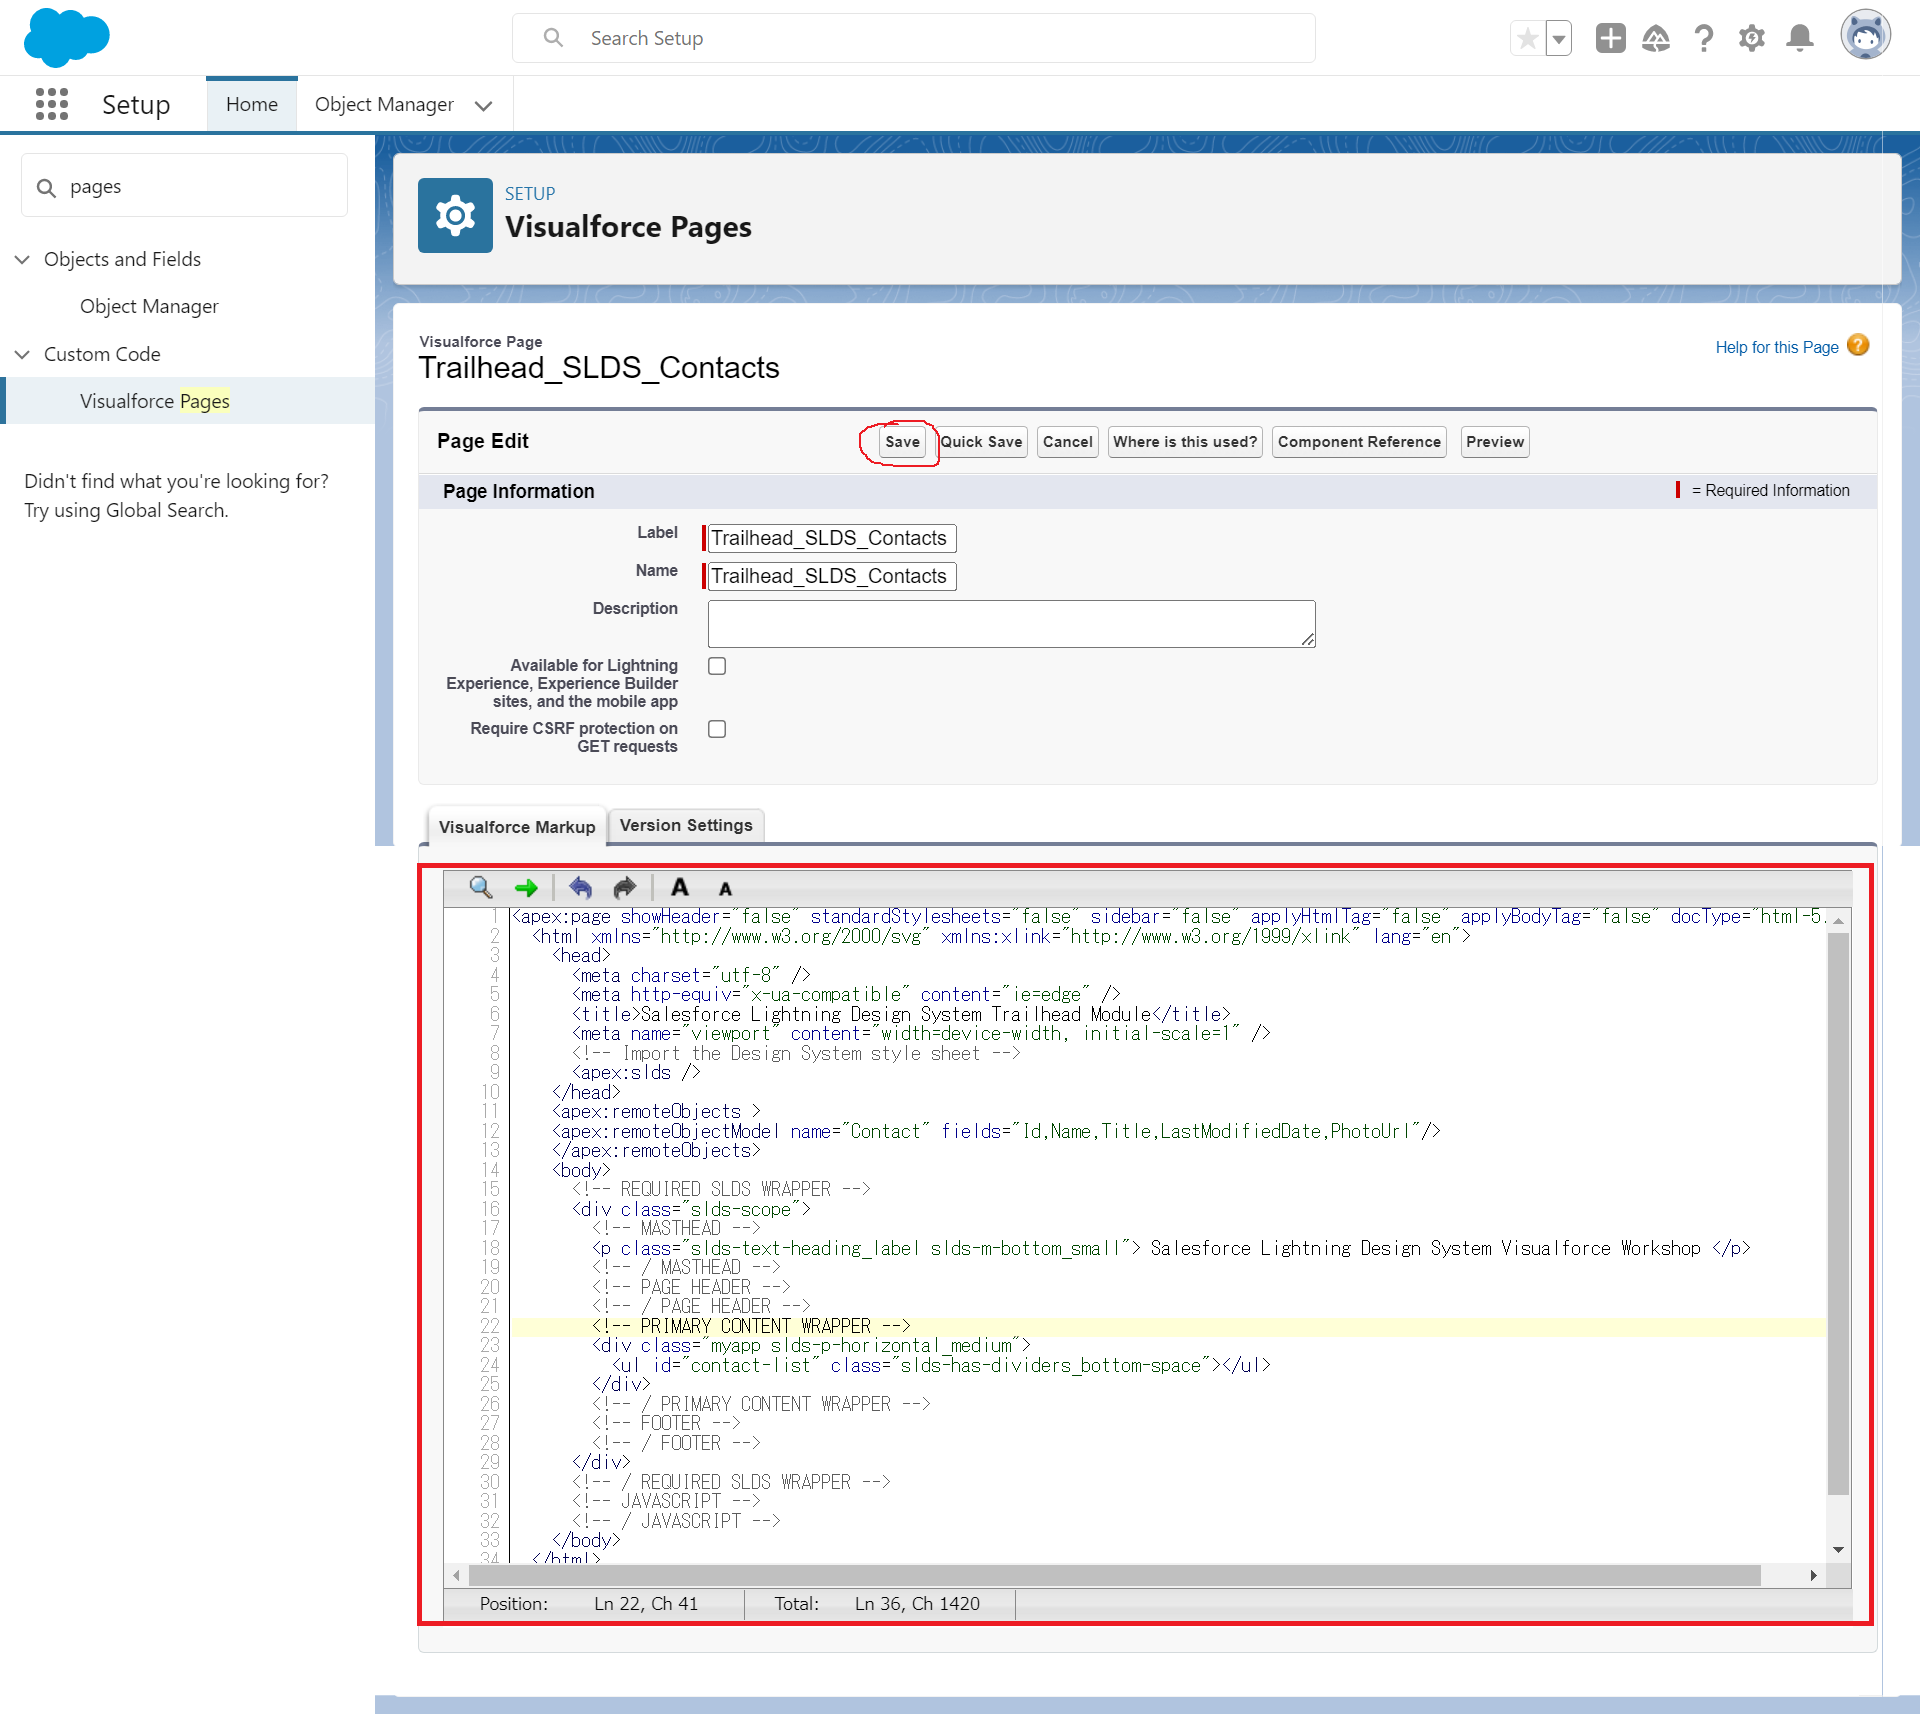 Search Setup
Setup
Home
Object Manager
pages
Objects and Fields
Object Manager
Custom Code
Visualforce Pages
Didn't find what you're looking for?
Try using Global Search.
SETUP
Visualforce Pages
Visualforce Page
Trailhead_SLDS_Contacts
Help for this Page
Page Edit
Save
Quick Save
Cancel
Where is this used?
Component Reference
Preview
Page Information
= Required Information
Label
Trailhead_SLDS_Contacts
Name
Trailhead_SLDS_Contacts
Description
Available for Lightning
Experience, Experience Builder
sites, and the mobile app
Require CSRF protection on
GET requests
Visualforce Markup
Version Settings
A A
1 <apex:page showHeader="false" standardStylesheets="false" sidebar="false" applyHtmlTag="false" applyBodyTag="false" docType="html-5.
2 <html xmlns="http://www.w3.org/2000/svg" xmlns:xlink="http://www.w3.org/1999/xlink" lang="en">
3 <head>
4 <meta charset="utf-8" />
5 <meta http-equiv="x-ua-compatible" content="ie=edge" />
6 <title>Salesforce Lightning Design System Trailhead Module</title>
7 <meta name="viewport" content="width=device-width, initial-scale=1" />
8 <!-- Import the Design System style sheet -->
9 <apex:slds />
10 </head>
11 <apex:remoteObjects >
12 <apex:remoteObjectModel name="Contact" fields="Id,Name,Title,LastModifiedDate,PhotoUrl"/>
13 </apex:remoteObjects>
14 <body>
15 <!-- REQUIRED SLDS WRAPPER -->
16 <div class="slds-scope">
17 <!-- MASTHEAD -->
18 <p class="slds-text-heading_label slds-m-bottom_small"> Salesforce Lightning Design System Visualforce Workshop </p>
19 <!-- / MASTHEAD -->
20 <!-- PAGE HEADER -->
21 <!-- / PAGE HEADER -->
22 <!-- PRIMARY CONTENT WRAPPER -->
23 <div class="myapp slds-p-horizontal_medium">
24 <ul id="contact-list" class="slds-has-dividers_bottom-space"></ul>
25 </div>
26 <!-- / PRIMARY CONTENT WRAPPER -->
27 <!-- FOOTER -->
28 <!-- / FOOTER -->
29 </div>
30 <!-- / REQUIRED SLDS WRAPPER -->
31 <!-- JAVASCRIPT -->
32 <!-- / JAVASCRIPT -->
33 </body>
34 </html>
Position: Ln 22, Ch 41 Total: Ln 36, Ch 1420